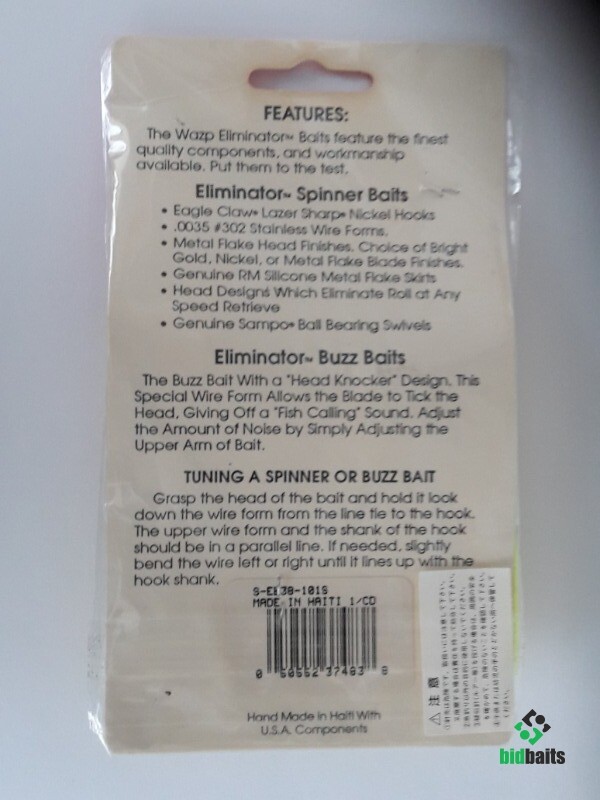 FEATURES:
The Wazp Eliminator™ Baits feature the finest
quality components, and workmanship
available. Put them to the test.
Eliminator™ Spinner Baits
• Eagle Claw® Lazer Sharp® Nickel Hooks
• .0035 #302 Stainless Wire Forms.
• Metal Flake Head Finishes. Choice of Bright
Gold, Nickel, or Metal Flake Blade Finishes.
• Genuine RM Silicone Metal Flake Skirts
• Head Designs Which Eliminate Roll at Any
Speed Retrieve
• Genuine Sampo® Ball Bearing Swivels
Eliminator™ Buzz Baits
The Buzz Bait With a "Head Knocker" Design. This
Special Wire Form Allows the Blade to Tick the
Head, Giving Off a "Fish Calling" Sound. Adjust
the Amount of Noise by Simply Adjusting the
Upper Arm of Bait.
TUNING A SPINNER OR BUZZ BAIT
Grasp the head of the bait and hold it look
down the wire form from the line tie to the hook.
The upper wire form and the shank of the hook
should be in a parallel line. If needed, slightly
bend the wire left or right until it lines up with the
hook shank.
MADE IN HAITI 1/CD
Hand Made in Haiti With
U.S.A. Components
⚠注意
bidbaits